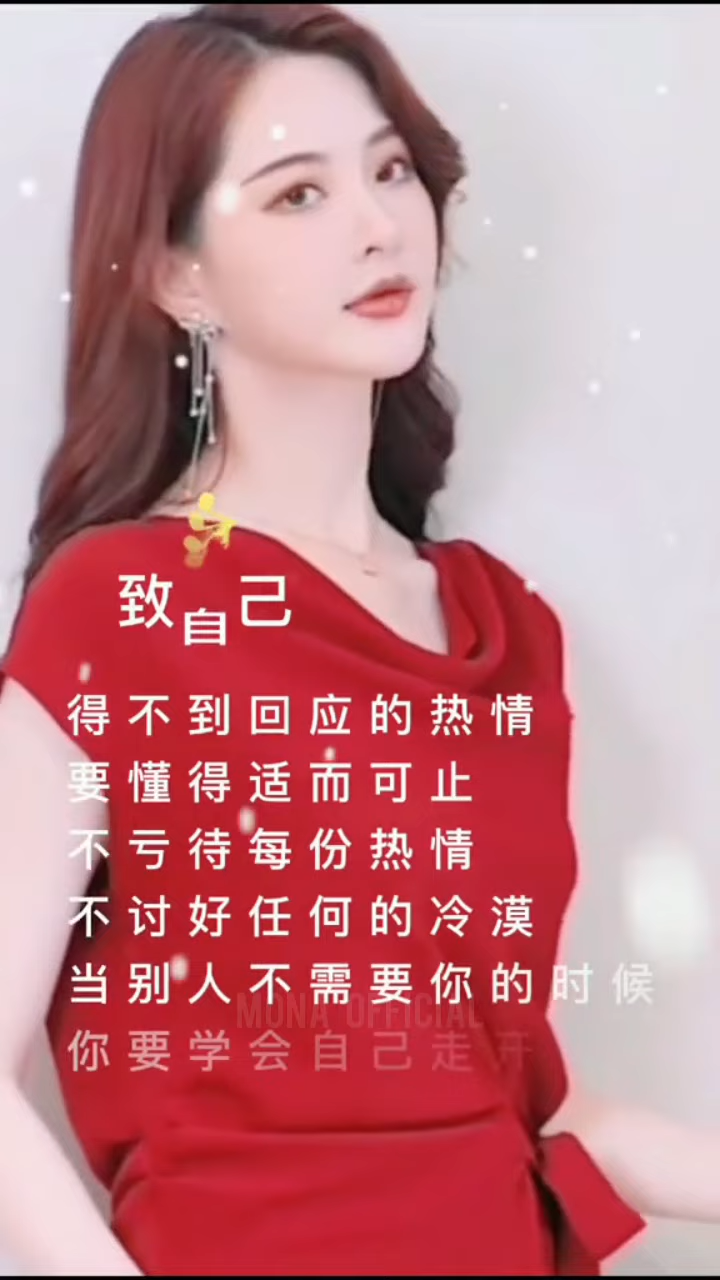 致自己
得不到回应的热情
要懂得适而可止
不亏待每份热情
不讨好任何的冷漠
当别人不需要你的时候
MONA OFFICIAL
你要学会自己走开